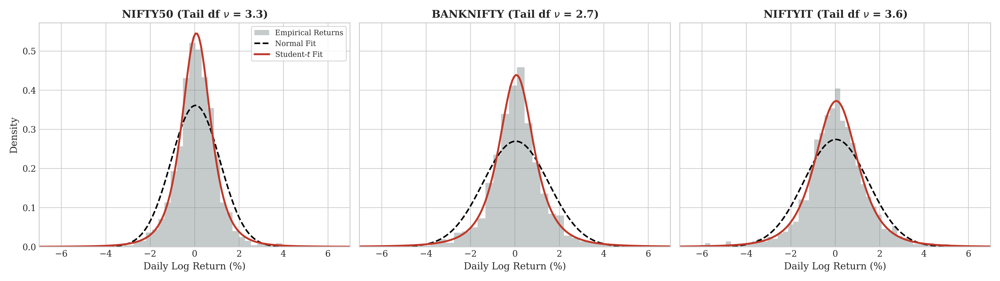 NIFTY50 (Tail df ν = 3.3)
BANKNIFTY (Tail df ν = 2.7)
NIFTYIT (Tail df ν = 3.6)
Empirical Returns
Normal Fit
Student-t Fit
Density
0.5
0.4
0.3
0.2
0.1
0.0
−6 −4 −2 0 2 4 6
−6 −4 −2 0 2 4 6
−6 −4 −2 0 2 4 6
Daily Log Return (%)
Daily Log Return (%)
Daily Log Return (%)